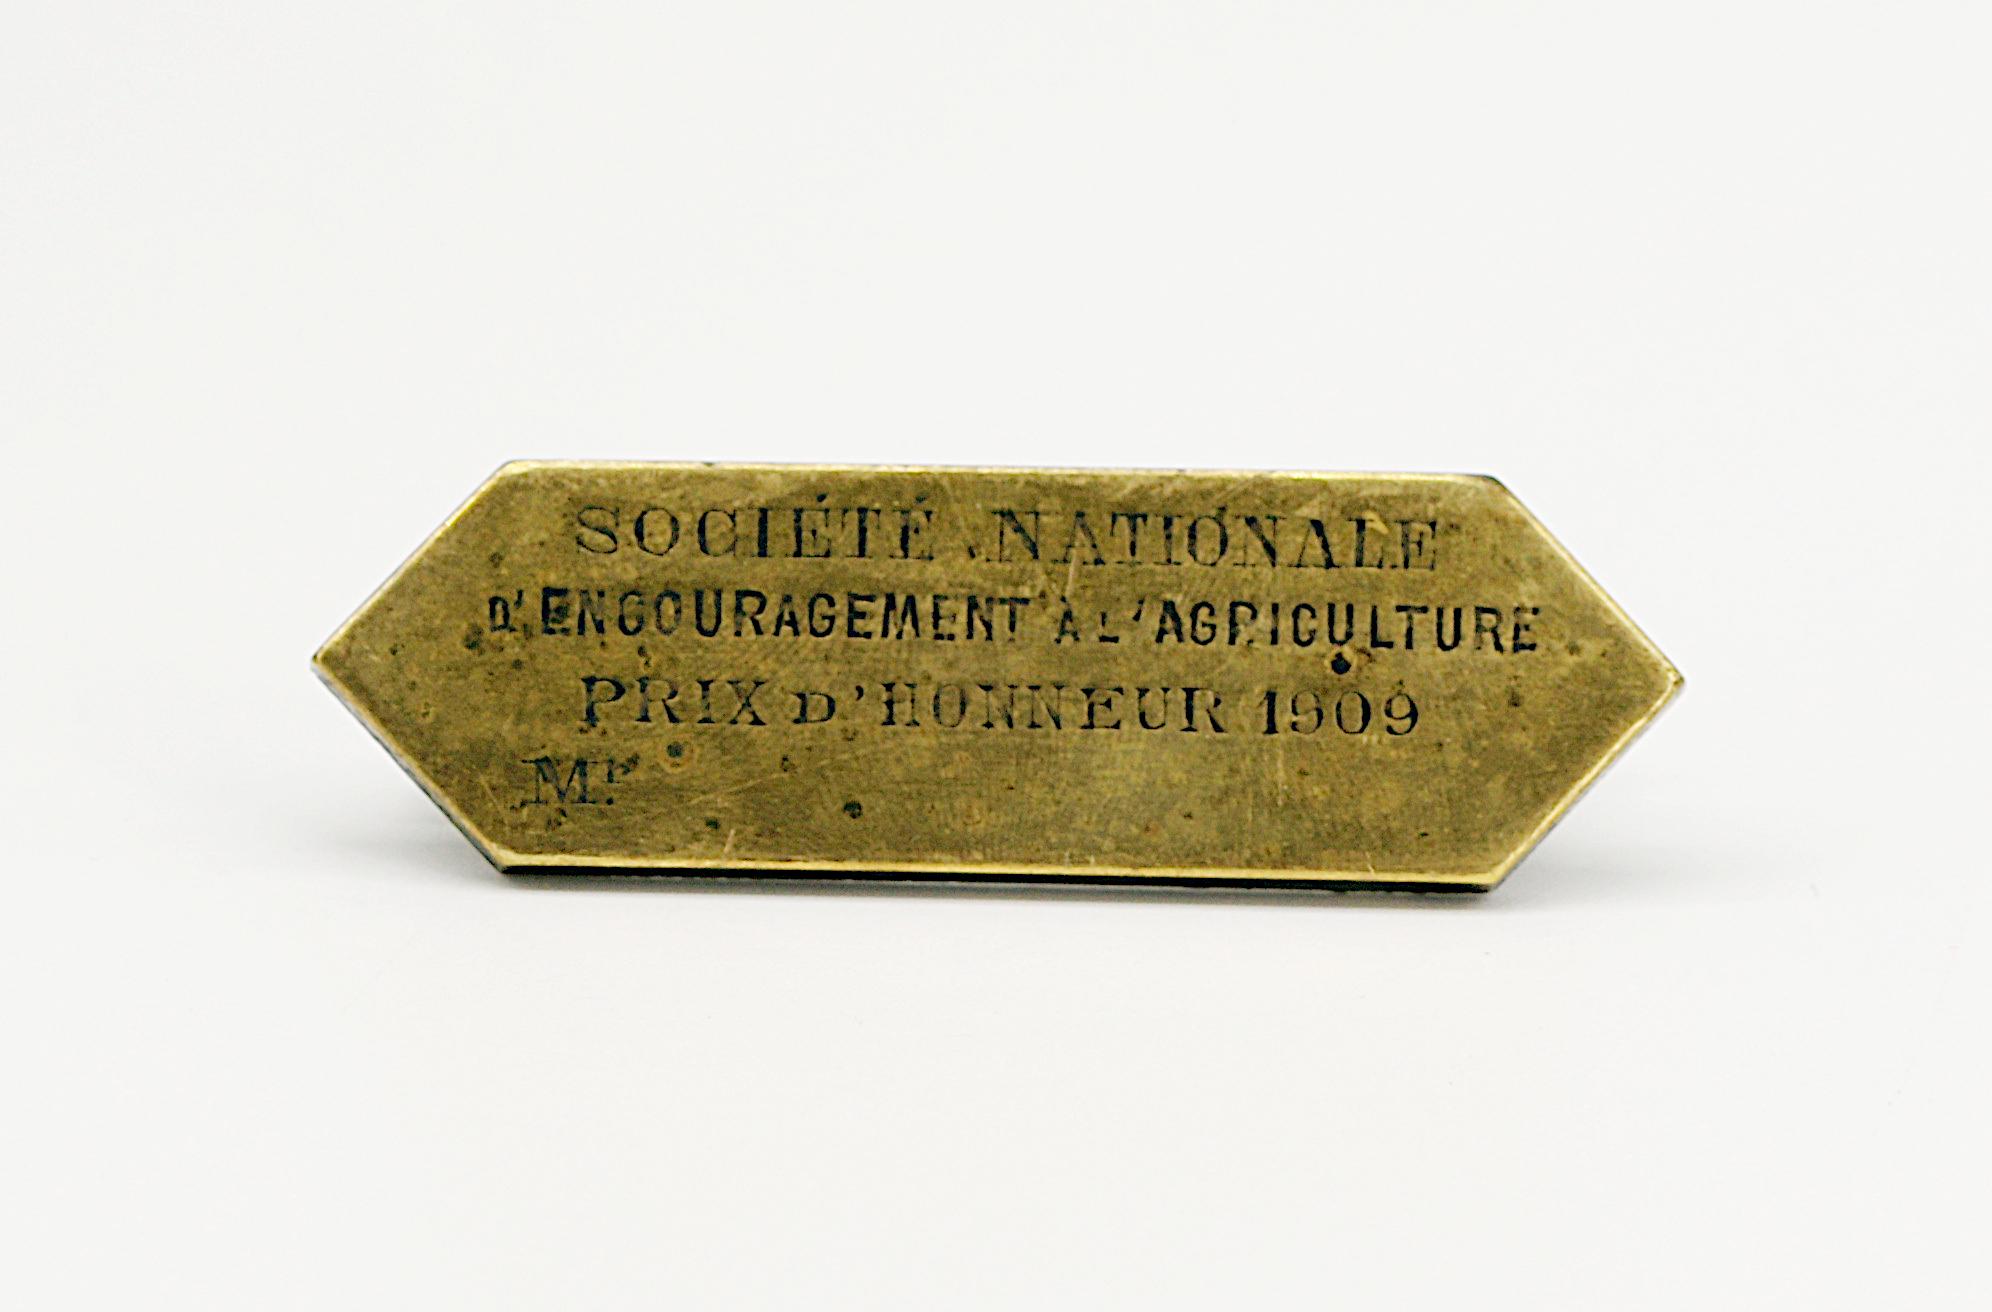 SOCIÉTÉ NATIONALE
D'ENCOURAGEMENT À L'AGRICULTURE
PRIX D'HONNEUR 1909
Mr.